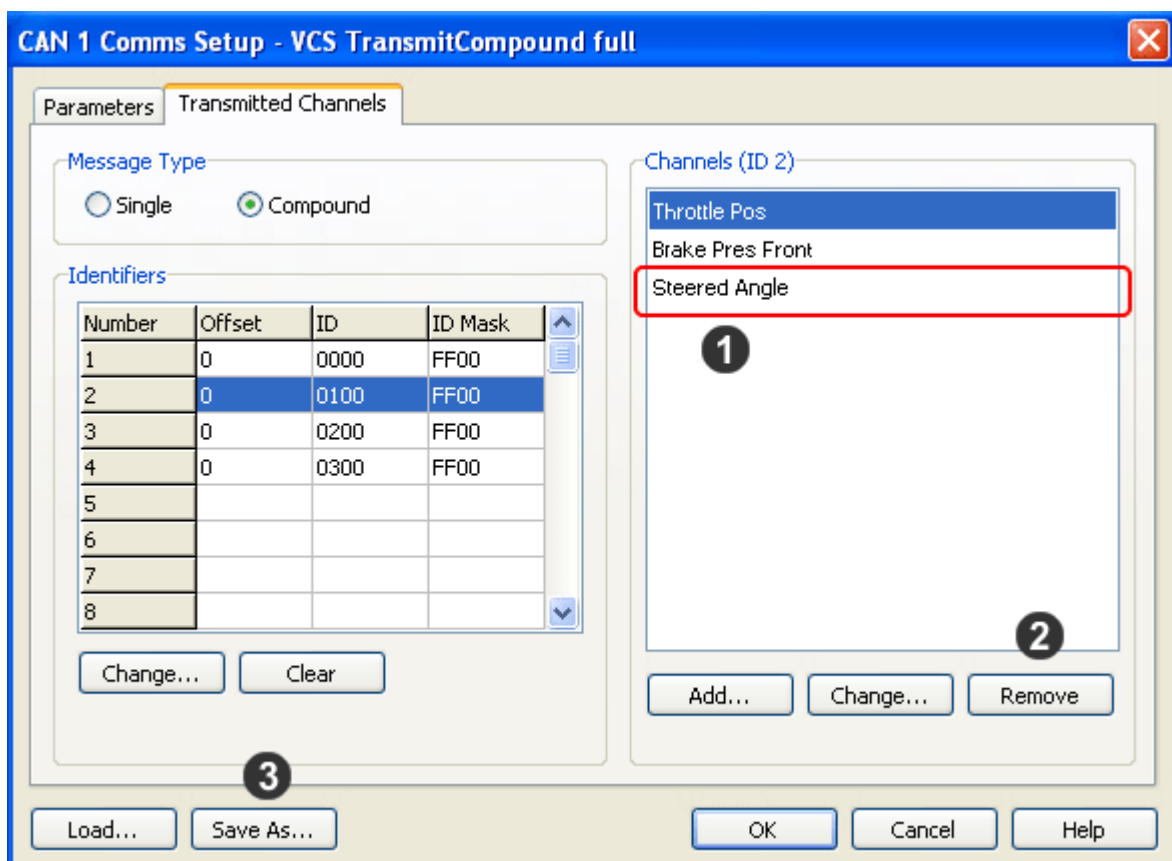 CAN 1 Comms Setup - VCS TransmitCompound full
Parameters
Transmitted Channels
Message Type
Single
Compound
Identifiers
Number Offset ID ID Mask
1 0 0000 FF00
2 0 0100 FF00
3 0 0200 FF00
4 0 0300 FF00
5
6
7
8
Change...
Clear
Channels (ID 2)
Throttle Pos
Brake Pres Front
Steered Angle
1
2
Add...
Change...
Remove
3
Load...
Save As...
OK
Cancel
Help